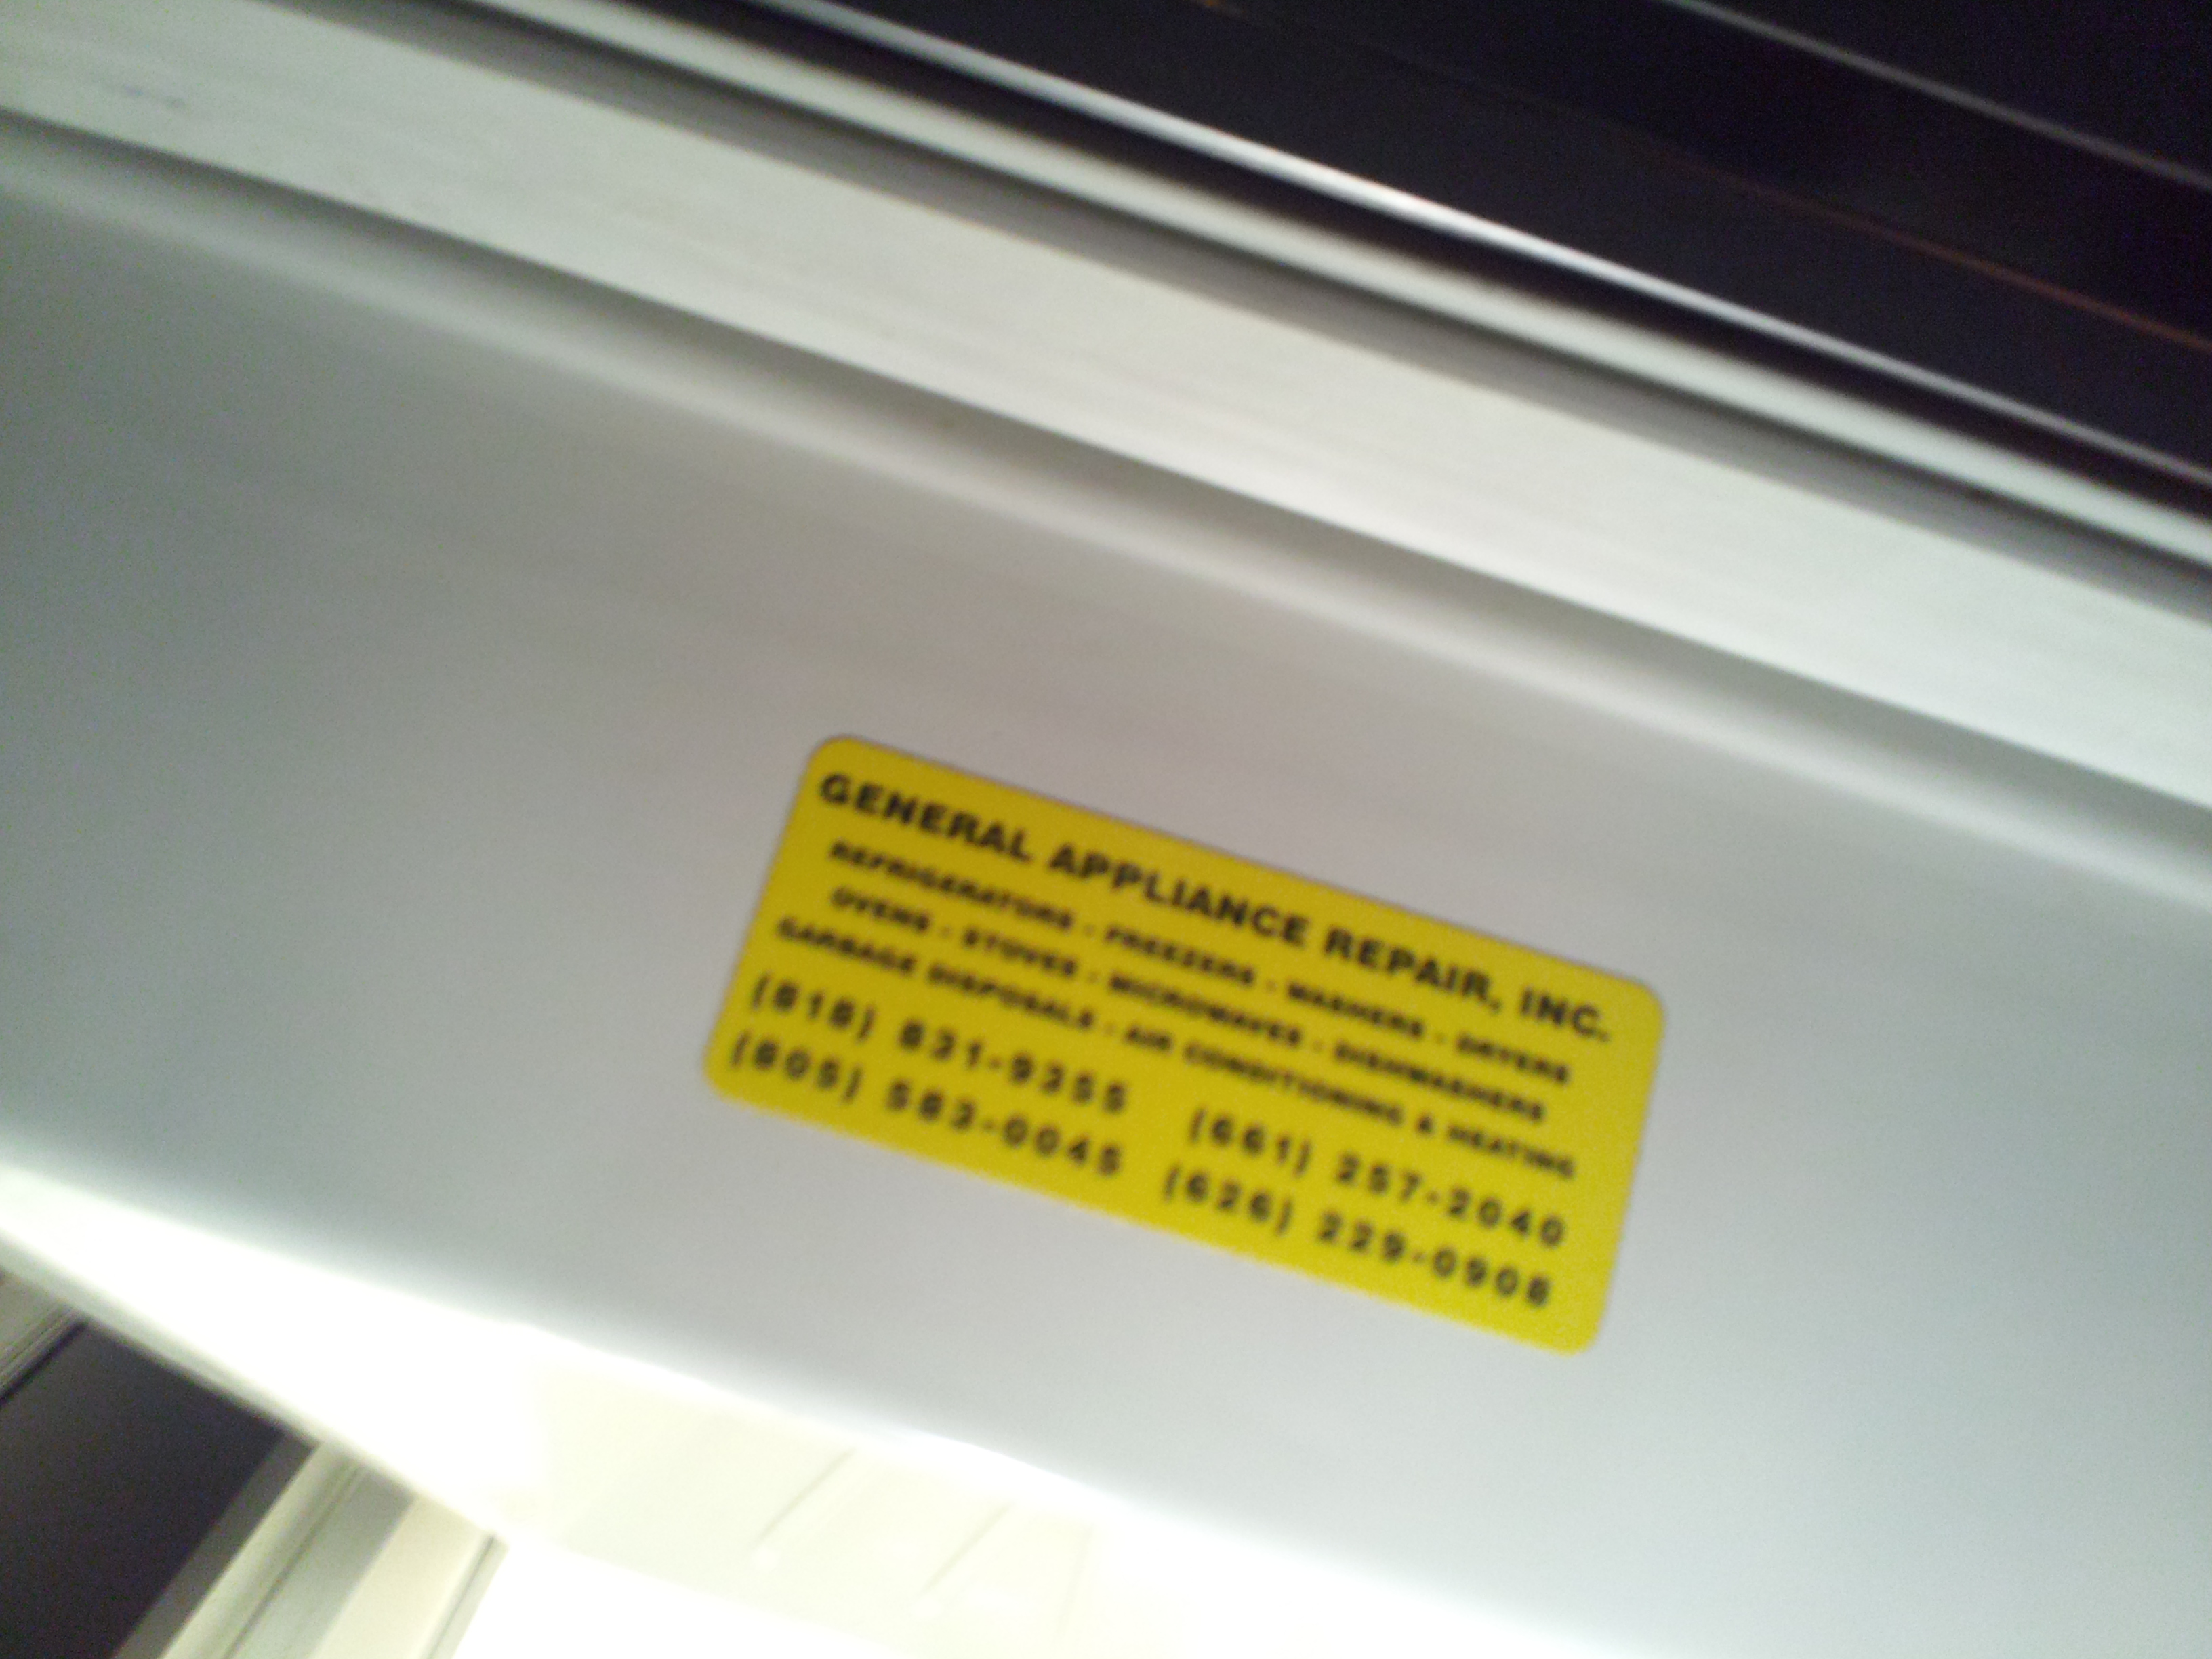 GENERAL APPLIANCE REPAIR, INC.
REFRIGERATORS - FREEZERS - WASHERS - DRYERS
OVENS - STOVES - MICROWAVES - DISHWASHERS
GARBAGE DISPOSALS - AIR CONDITIONING & HEATING
(818) 831-9355 (661) 257-2040
(805) 583-0045 (626) 229-0908